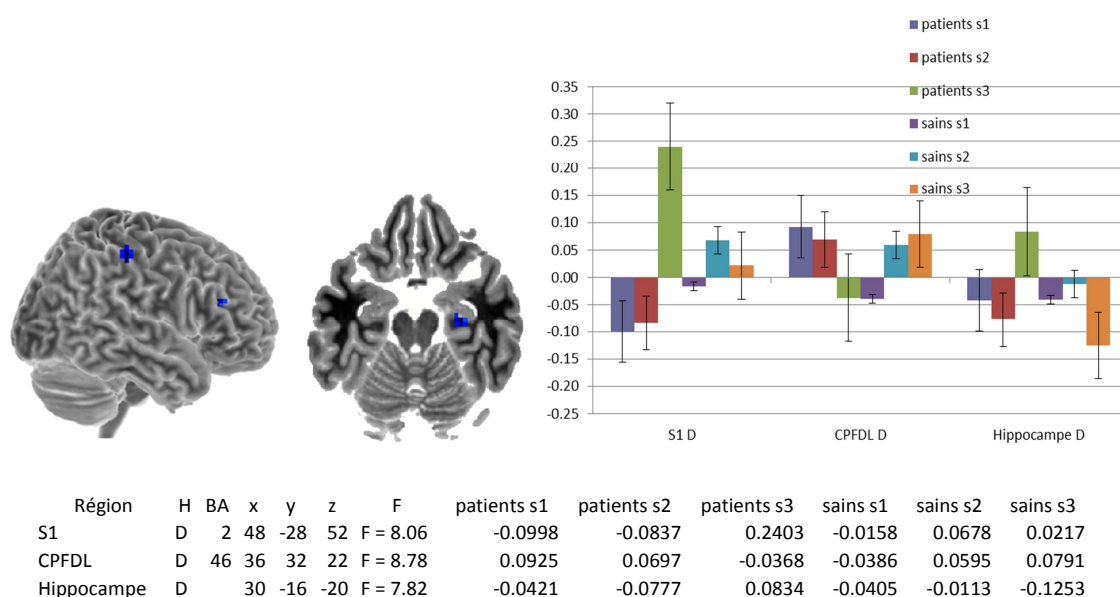 patients s1
patients s2
patients s3
sains s1
sains s2
sains s3
0.35
0.30
0.25
0.20
0.15
0.10
0.05
0.00
-0.05
-0.10
-0.15
-0.20
-0.25
S1 D CPFDL D Hippocampe D
Région H BA x y z F patients s1 patients s2 patients s3 sains s1 sains s2 sains s3
S1 D 2 48 -28 52 F = 8.06 -0.0998 -0.0837 0.2403 -0.0158 0.0678 0.0217
CPFDL D 46 36 32 22 F = 8.78 0.0925 0.0697 -0.0368 -0.0386 0.0595 0.0791
Hippocampe D 30 -16 -20 F = 7.82 -0.0421 -0.0777 0.0834 -0.0405 -0.0113 -0.1253